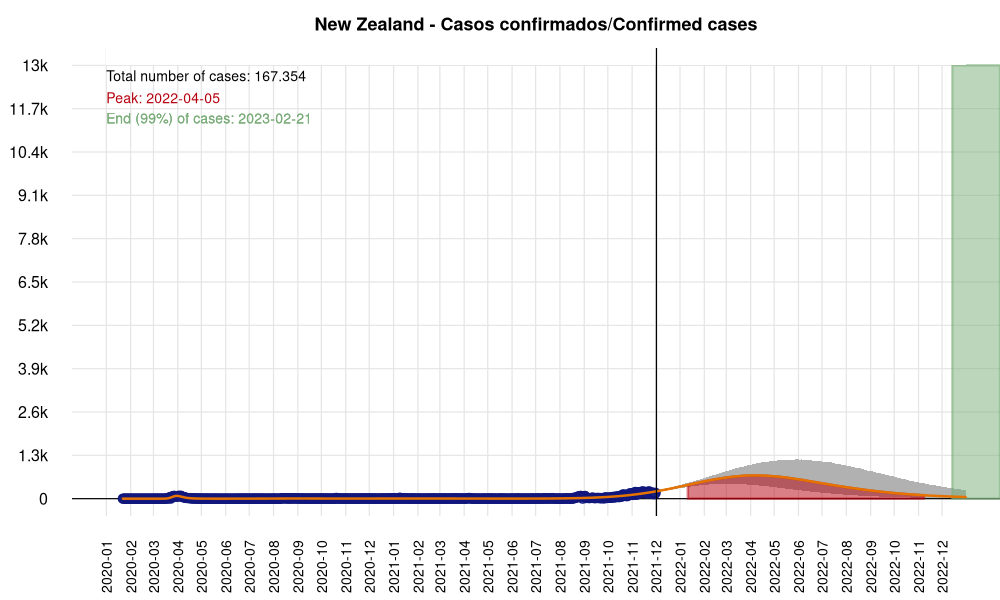 New Zealand - Casos confirmados/Confirmed cases
Total number of cases: 167.354
Peak: 2022-04-05
End (99%) of cases: 2023-02-21
13k
11.7k
10.4k
9.1k
7.8k
6.5k
5.2k
3.9k
2.6k
1.3k
0
2020-01
2020-02
2020-03
2020-04
2020-05
2020-06
2020-07
2020-08
2020-09
2020-10
2020-11
2020-12
2021-01
2021-02
2021-03
2021-04
2021-05
2021-06
2021-07
2021-08
2021-09
2021-10
2021-11
2021-12
2022-01
2022-02
2022-03
2022-04
2022-05
2022-06
2022-07
2022-08
2022-09
2022-10
2022-11
2022-12